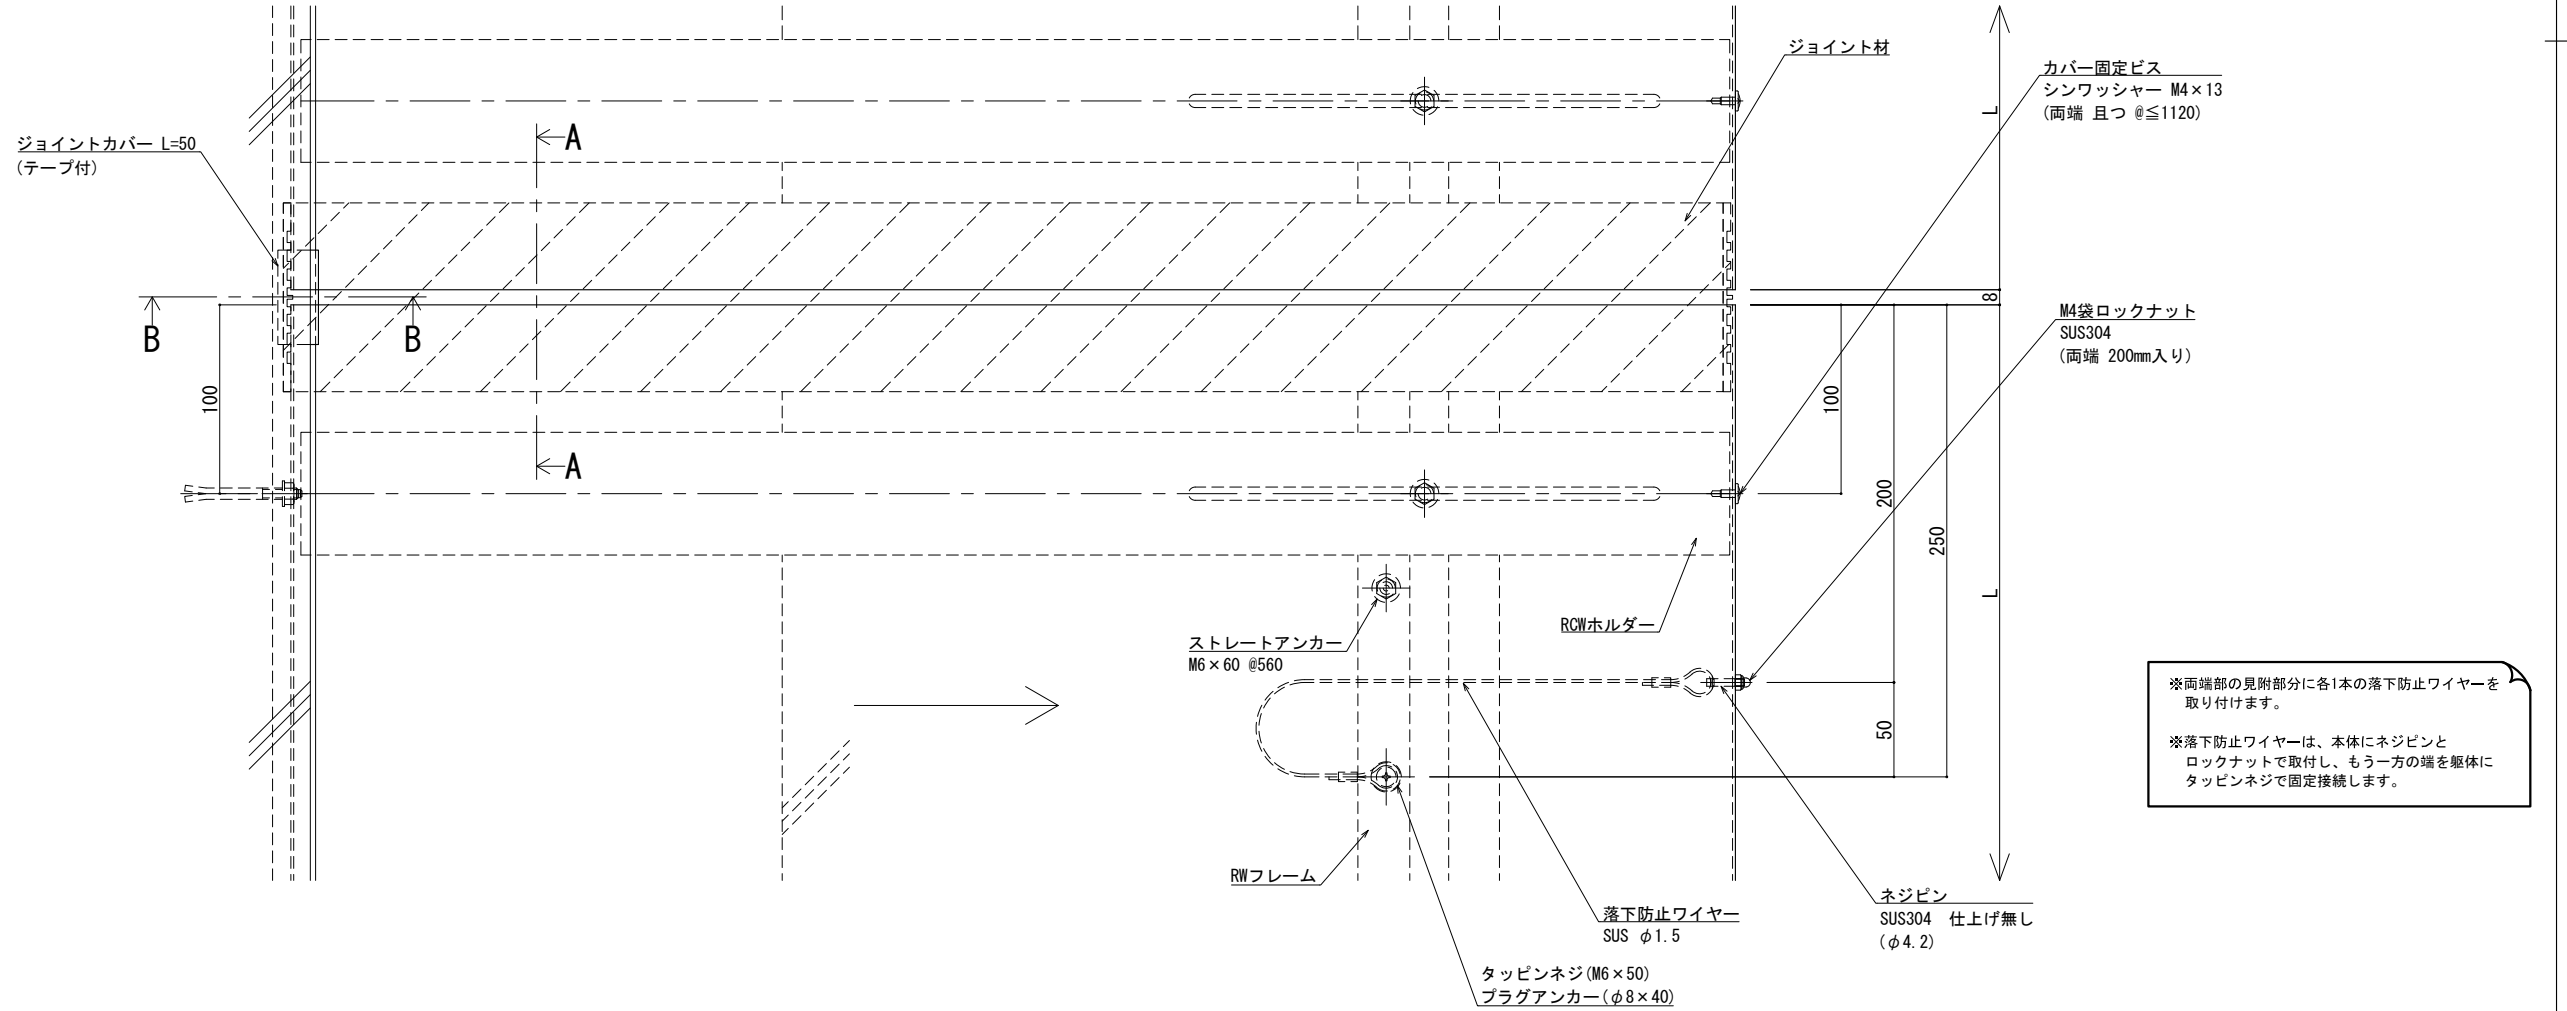 ジョイント材
カバー固定ビス
シンワッシャー M4×13
(両端 且つ @≦1120)
ジョイントカバー L=50
(テープ付)
A
L
B
B
8
M4袋ロックナット
SUS304
(両端 200mm入り)
100
100
A
200
250
ストレートアンカー
M6×60 @560
RCWホルダー
L
50
※両端部の見附部分に各1本の落下防止ワイヤーを
取り付けます。
※落下防止ワイヤーは、本体にネジピンと
ロックナットで取付し、もう一方の端を躯体に
タッピンネジで固定接続します。
RWフレーム
落下防止ワイヤー
SUS φ1.5
ネジピン
SUS304 仕上げ無し
(φ4.2)
タッピンネジ(M6×50)
プラグアンカー(φ8×40)